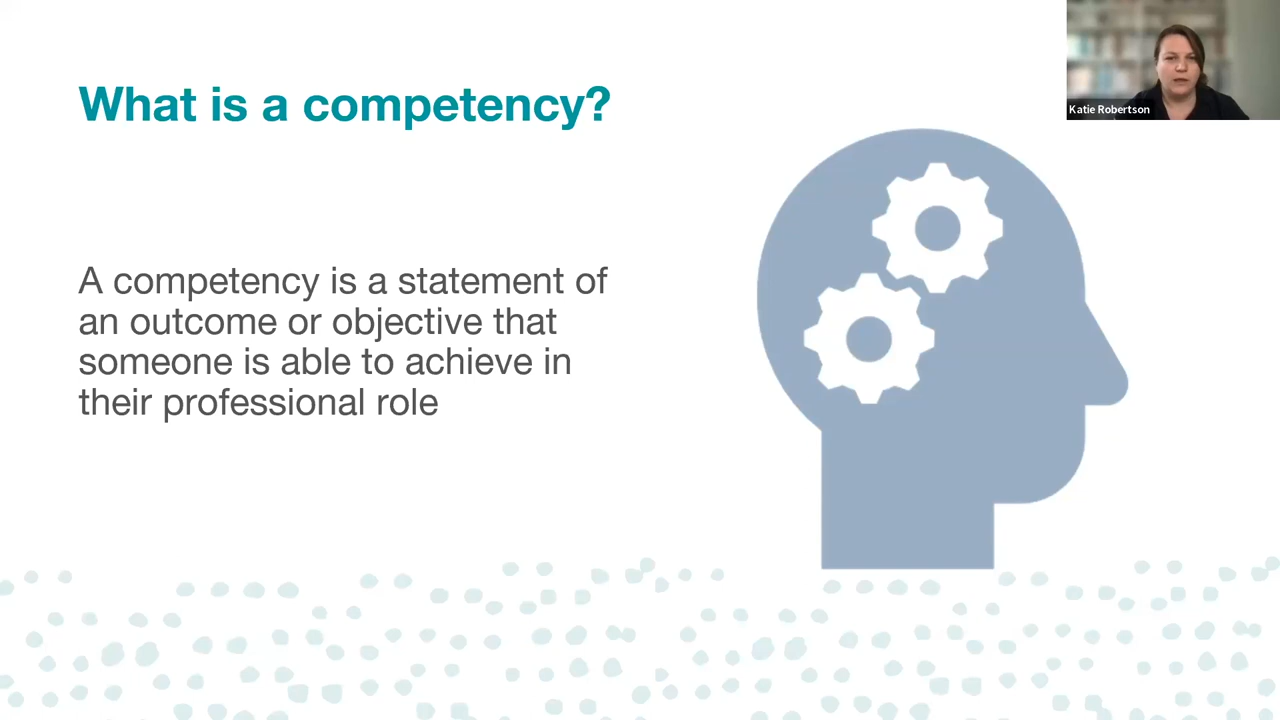 What is a competency?
Katie Robertson
A competency is a statement of
an outcome or objective that
someone is able to achieve in
their professional role